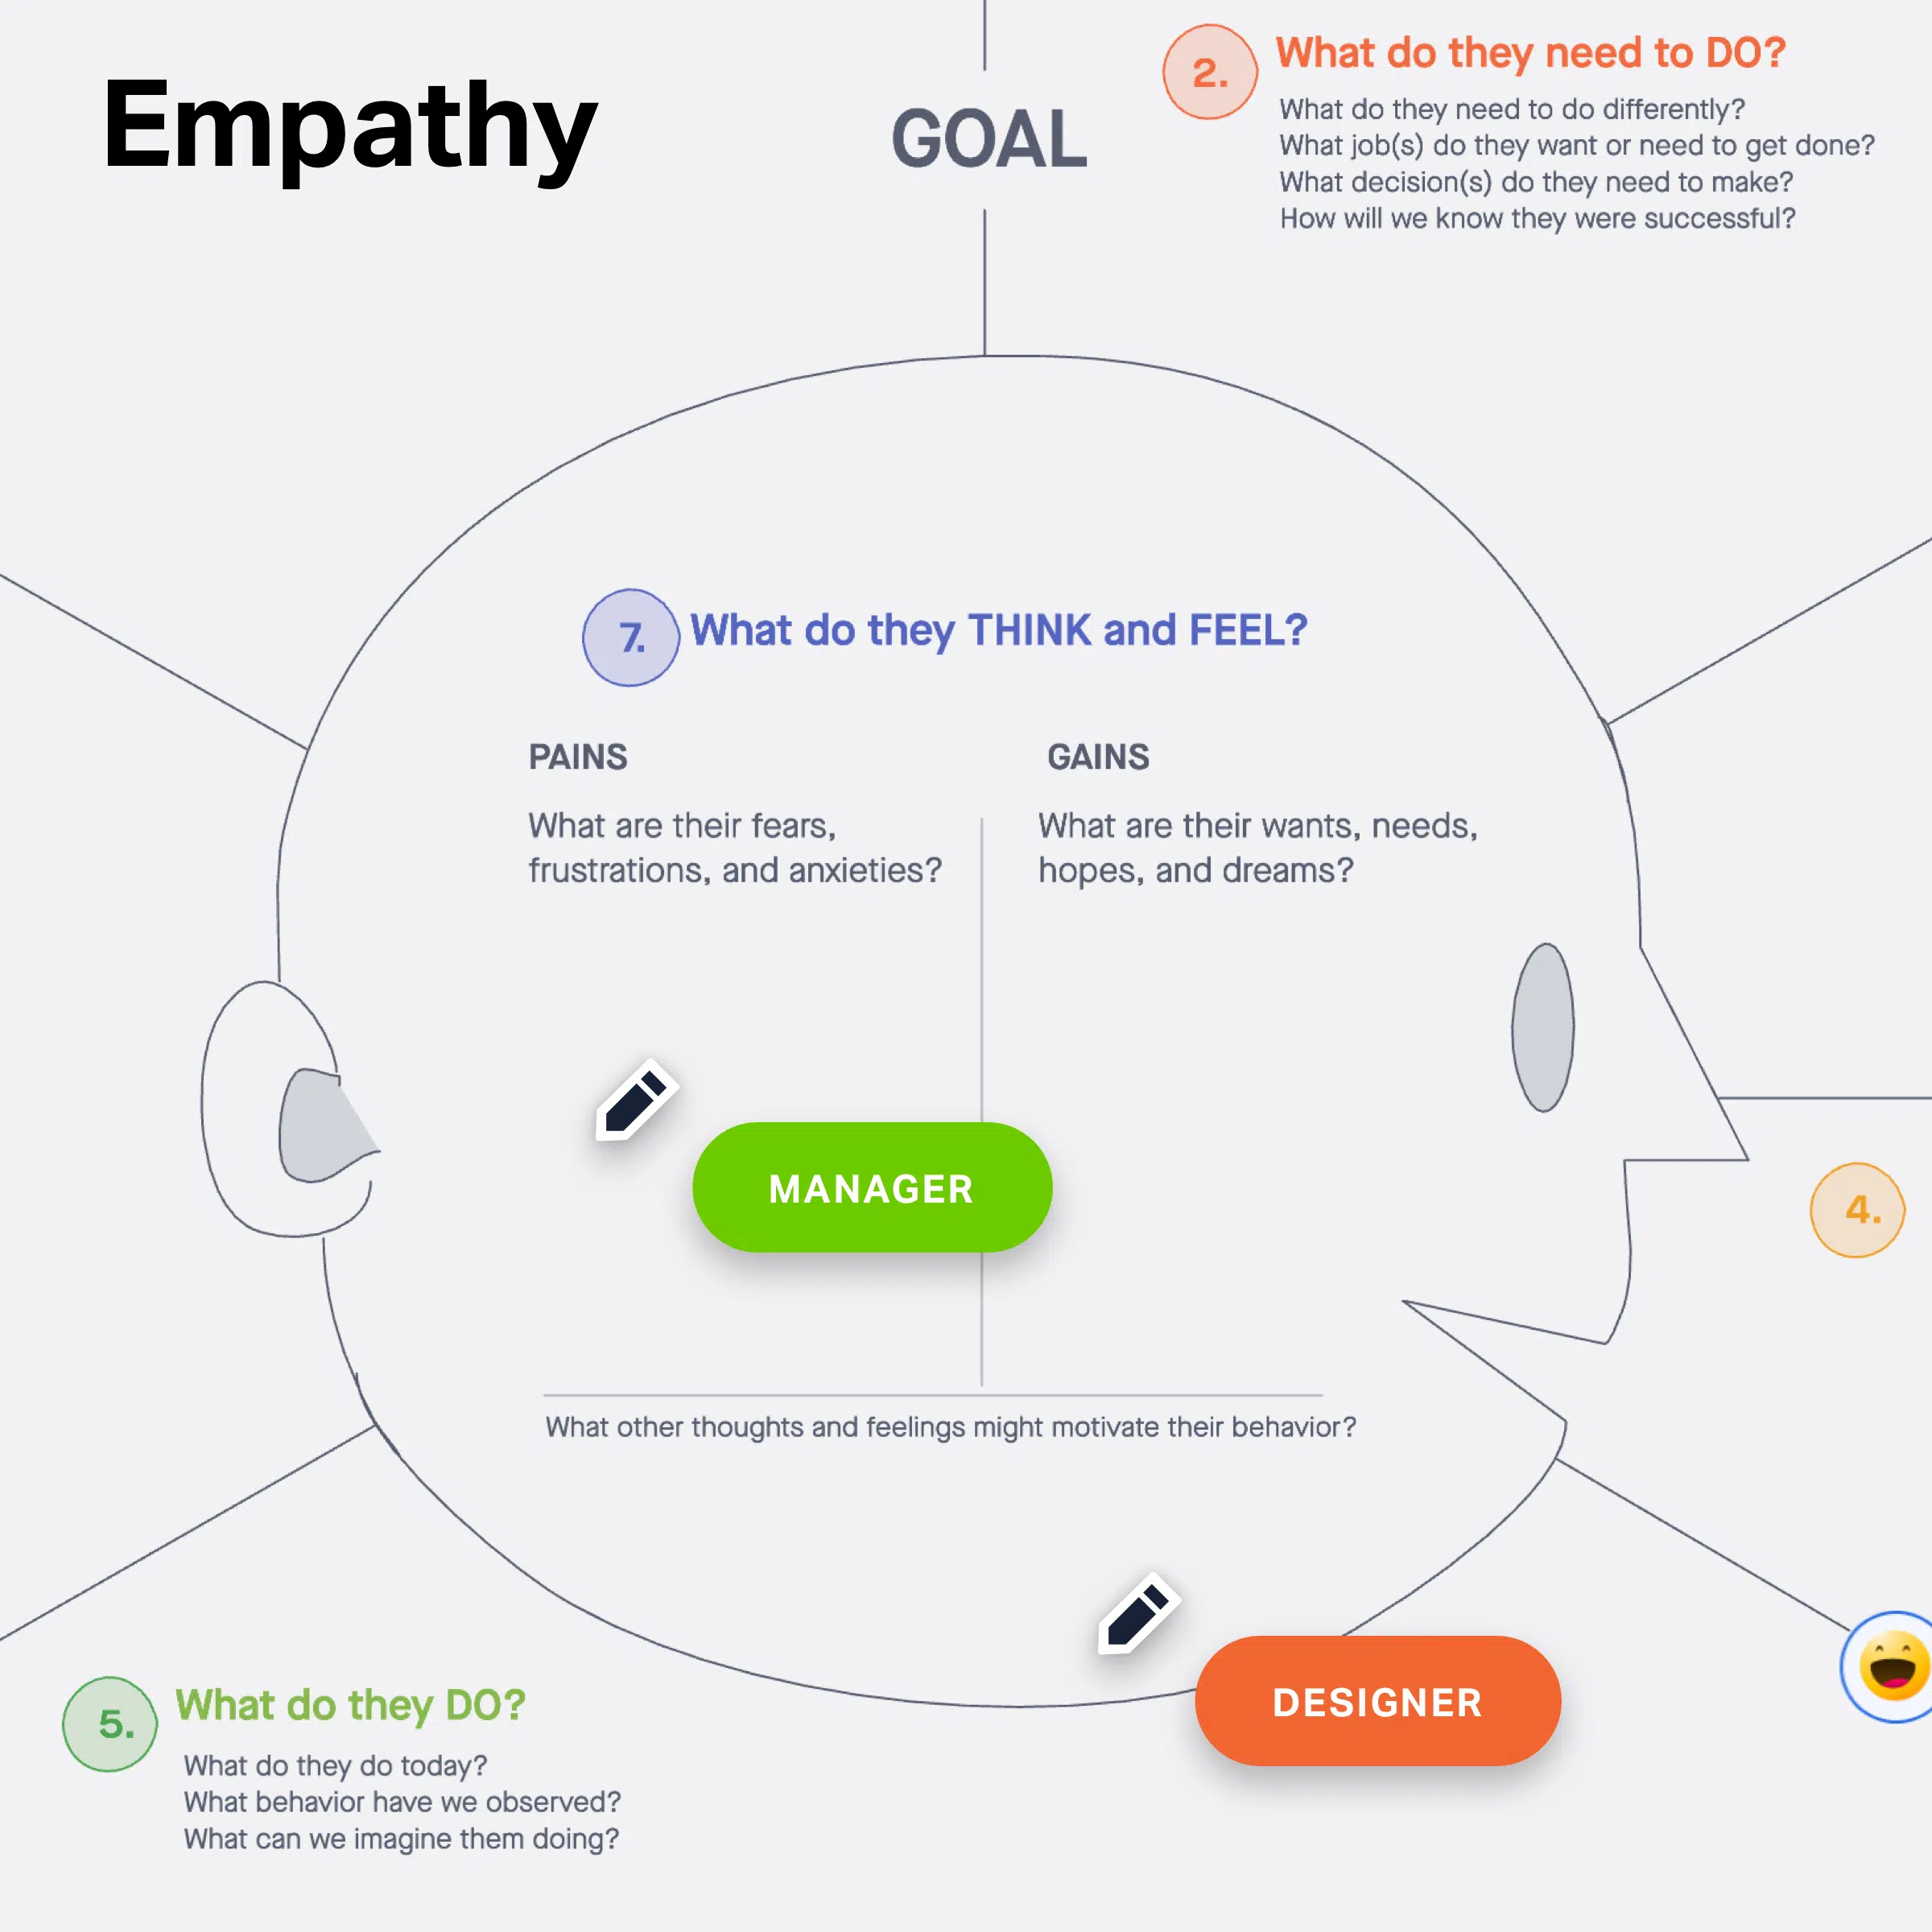 Empathy
GOAL
2.
What do they need to DO?
What do they need to do differently?
What job(s) do they want or need to get done?
What decision(s) do they need to make?
How will we know they were successful?
7.
What do they THINK and FEEL?
PAINS
What are their fears,
frustrations, and anxieties?
GAINS
What are their wants, needs,
hopes, and dreams?
MANAGER
4.
What other thoughts and feelings might motivate their behavior?
DESIGNER
5.
What do they DO?
What do they do today?
What behavior have we observed?
What can we imagine them doing?